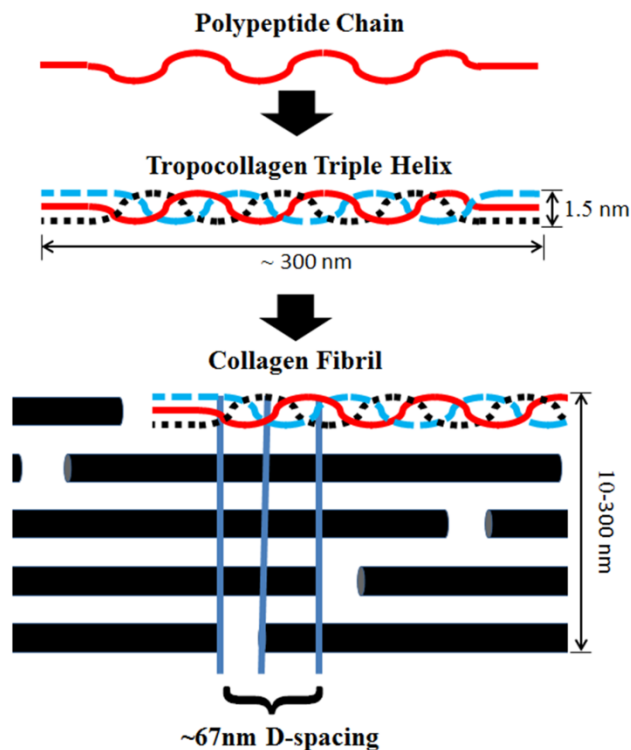 Polypeptide Chain
Tropocollagen Triple Helix
1.5 nm
~ 300 nm
Collagen Fibril
10-300 nm
~67nm D-spacing